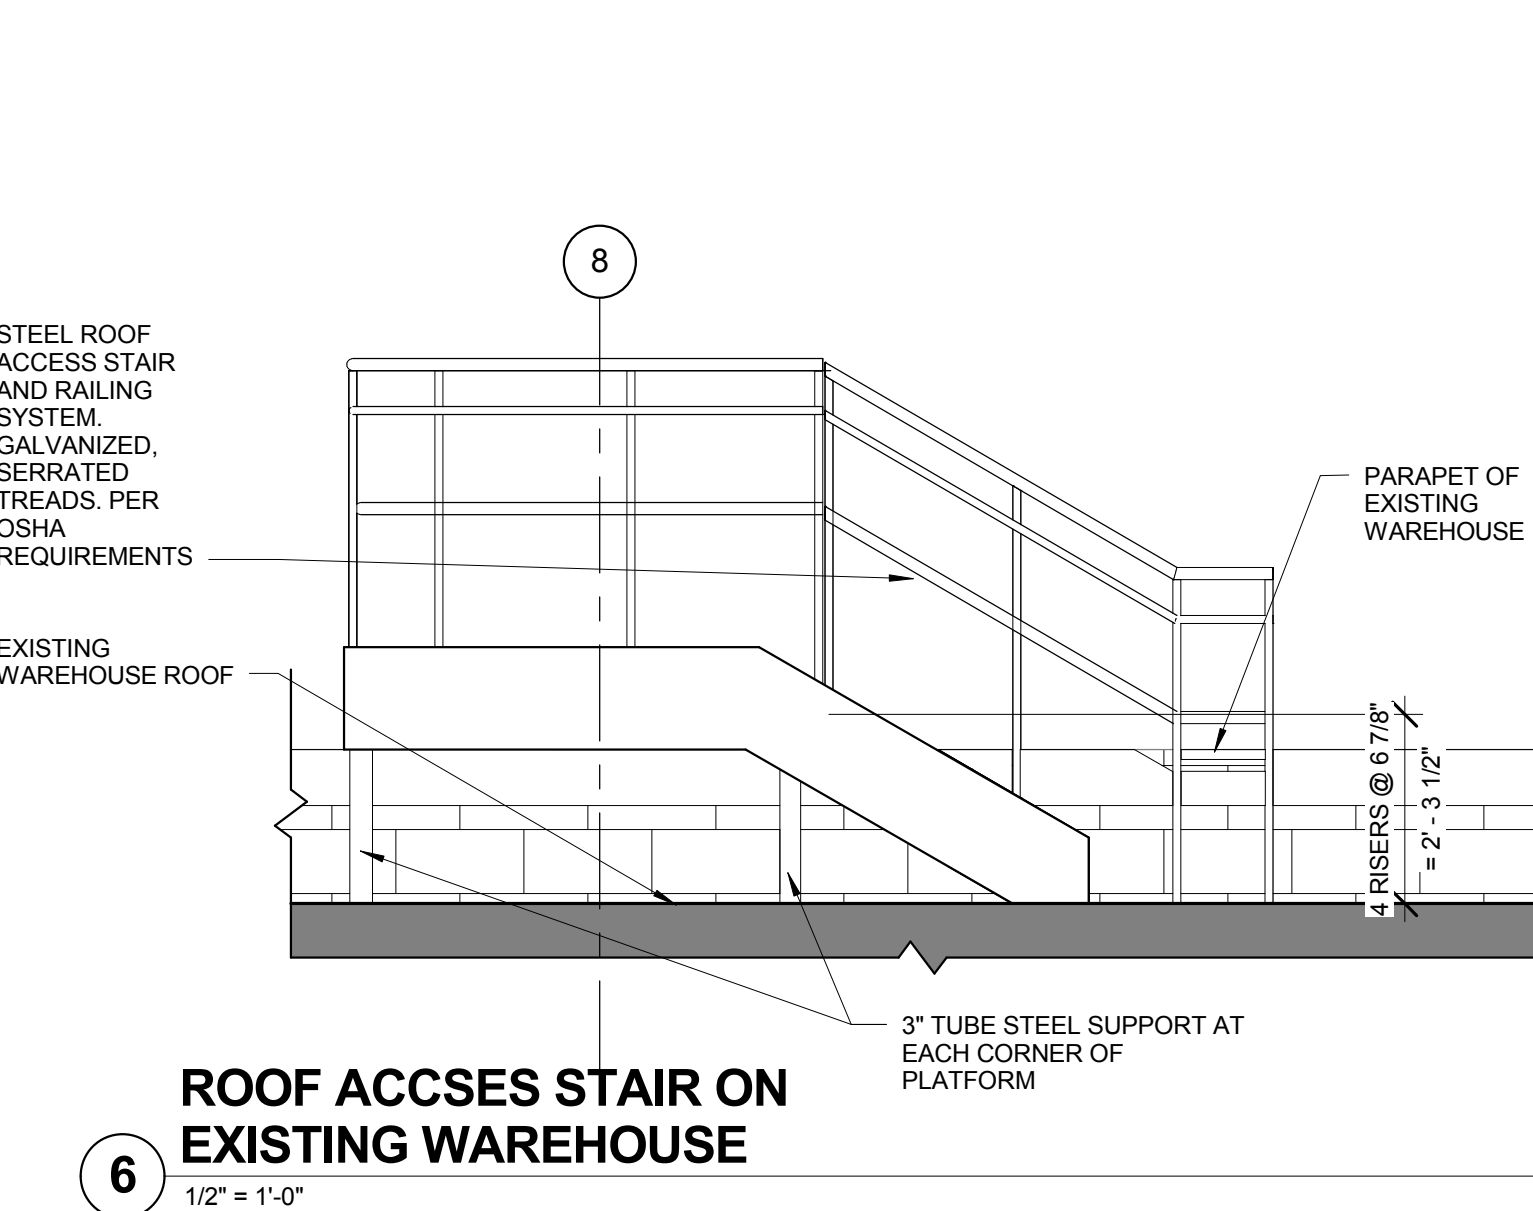 8
STEEL ROOF
ACCESS STAIR
AND RAILING
SYSTEM.
GALVANIZED,
SERRATED
TREADS. PER
OSHA
REQUIREMENTS
PARAPET OF
EXISTING
WAREHOUSE
EXISTING
WAREHOUSE ROOF
4 RISERS @ 6 7/8"
= 2' - 3 1/2"
3" TUBE STEEL SUPPORT AT
EACH CORNER OF
PLATFORM
ROOF ACCSES STAIR ON
EXISTING WAREHOUSE
6
1/2" = 1'-0"